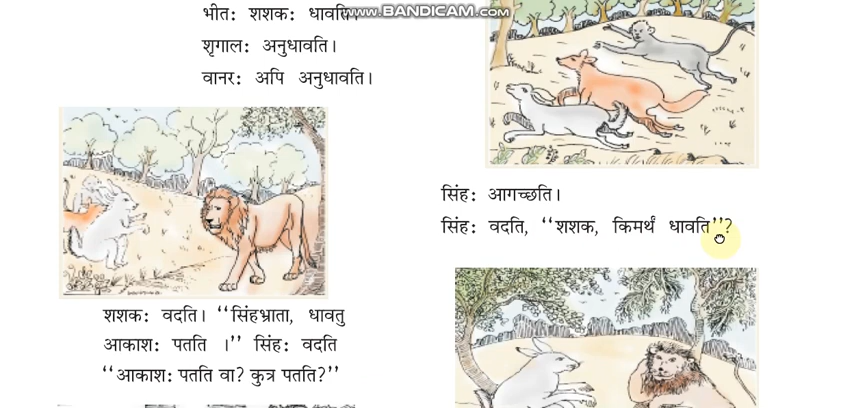 भीतः शशकः धावति।
www.BANDICAM.com
शृगालः अनुधावति।
वानरः अपि अनुधावति।
सिंहः आगच्छति।
सिंहः वदति, “शशक, किमर्थं धावति”?
शशकः वदति। “सिंहभ्राता, धावतु
आकाशः पतति ।” सिंहः वदति
“आकाशः पतति वा? कुत्र पतति?”